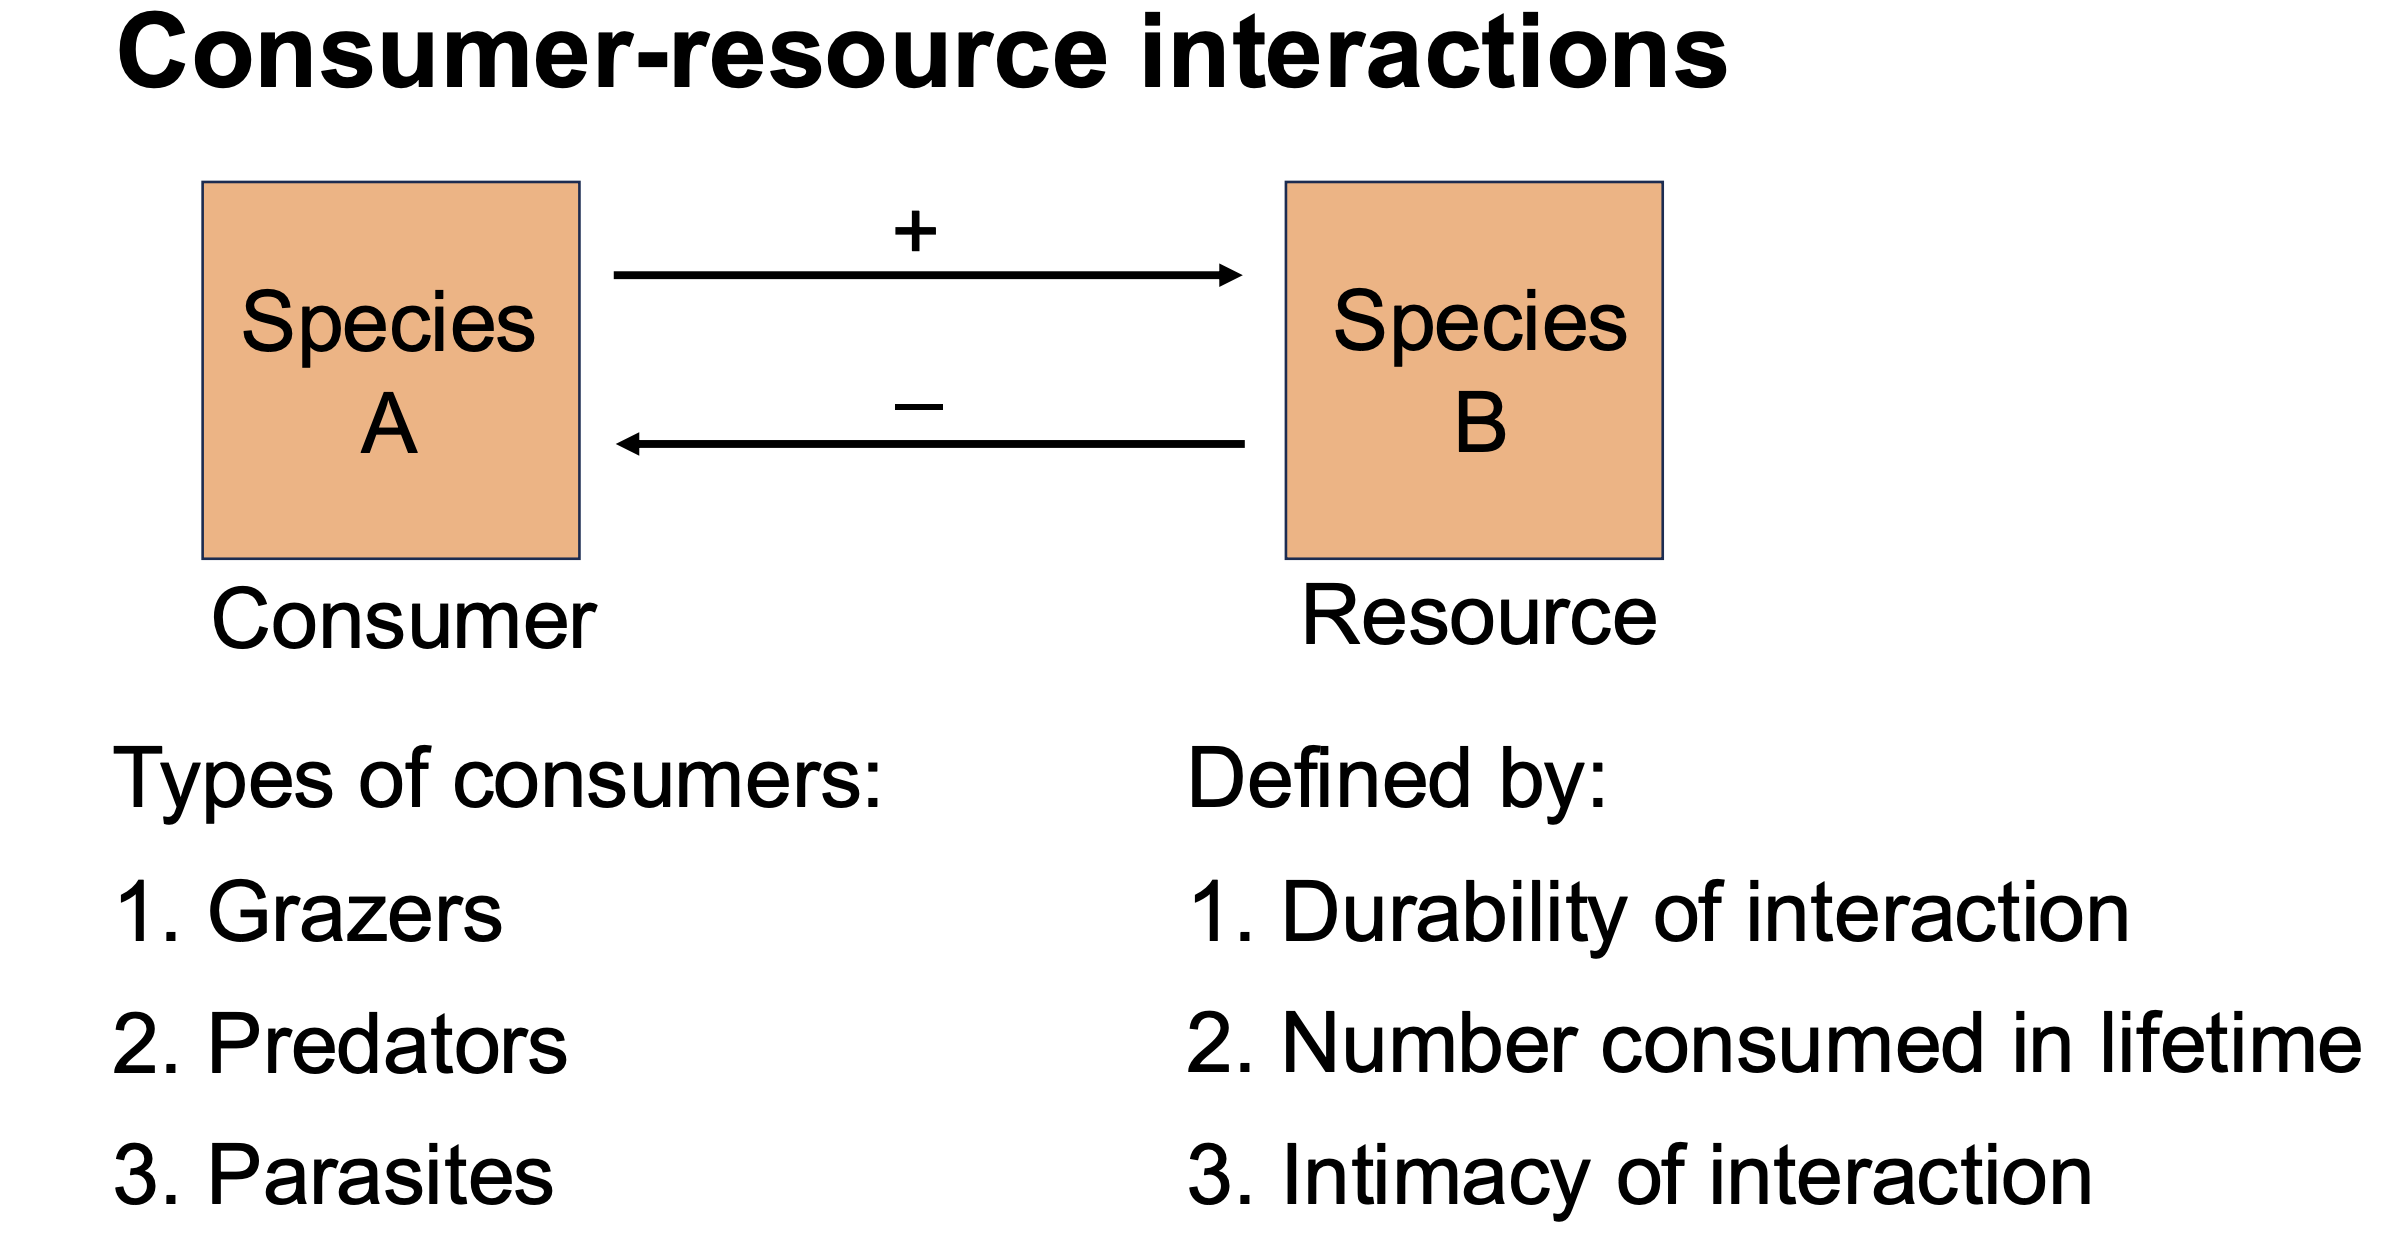 Consumer-resource interactions
+
Species
A
Species
B
–
Consumer
Resource
Types of consumers:
1. Grazers
2. Predators
3. Parasites
Defined by:
1. Durability of interaction
2. Number consumed in lifetime
3. Intimacy of interaction